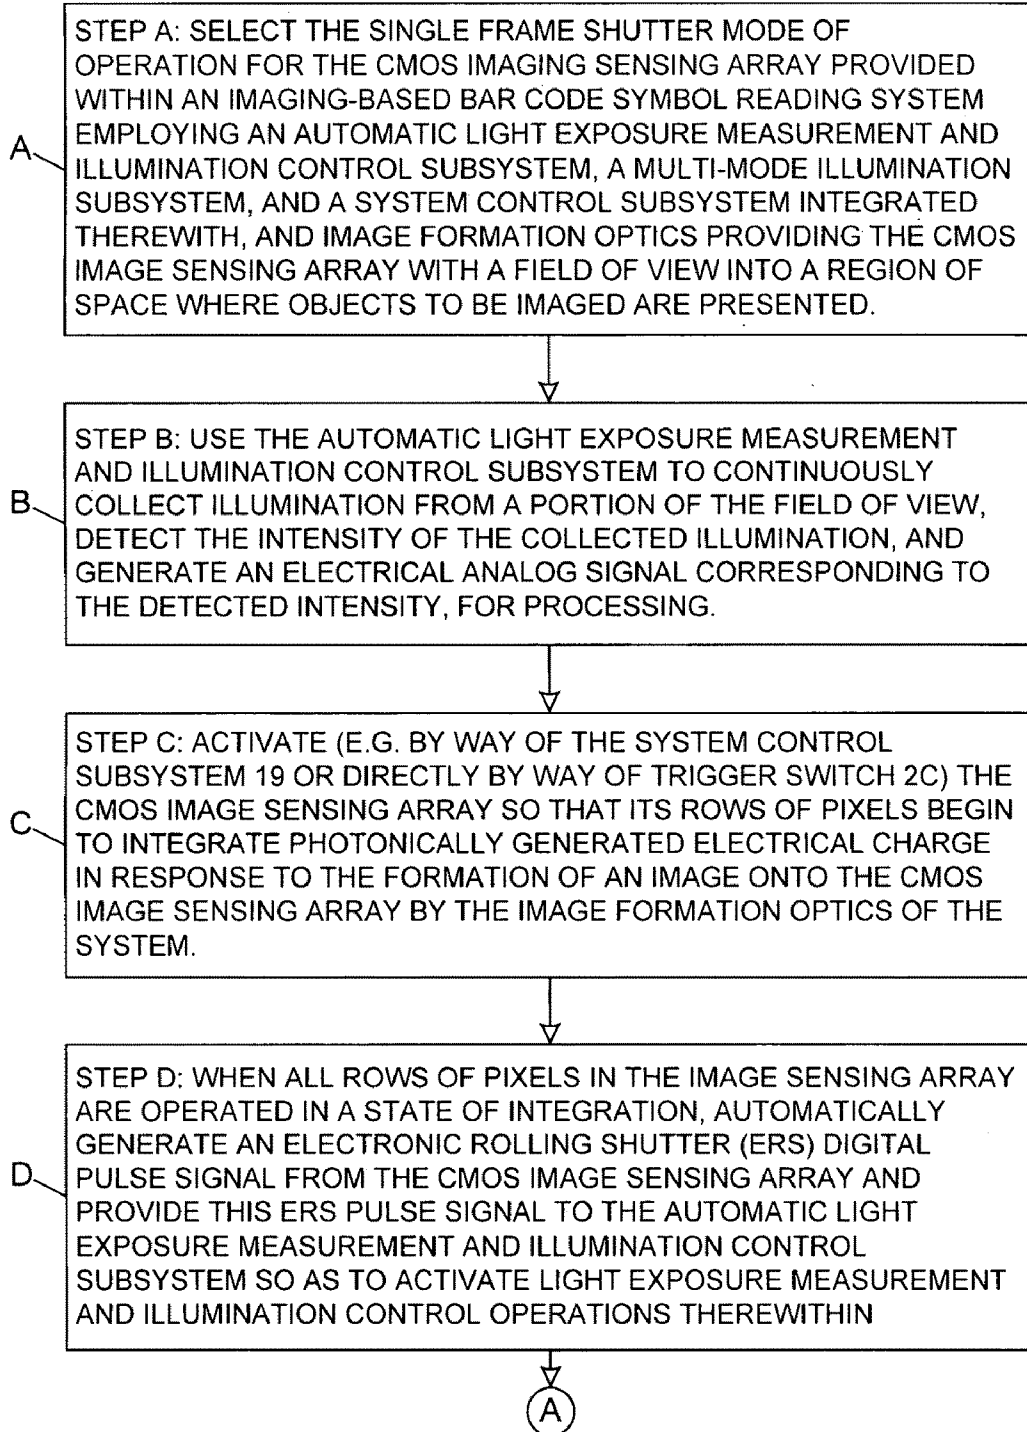 STEP A: SELECT THE SINGLE FRAME SHUTTER MODE OF
OPERATION FOR THE CMOS IMAGING SENSING ARRAY PROVIDED
WITHIN AN IMAGING-BASED BAR CODE SYMBOL READING SYSTEM
EMPLOYING AN AUTOMATIC LIGHT EXPOSURE MEASUREMENT AND
ILLUMINATION CONTROL SUBSYSTEM, A MULTI-MODE ILLUMINATION
SUBSYSTEM, AND A SYSTEM CONTROL SUBSYSTEM INTEGRATED
THEREWITH, AND IMAGE FORMATION OPTICS PROVIDING THE CMOS
IMAGE SENSING ARRAY WITH A FIELD OF VIEW INTO A REGION OF
SPACE WHERE OBJECTS TO BE IMAGED ARE PRESENTED.
A
STEP B: USE THE AUTOMATIC LIGHT EXPOSURE MEASUREMENT
AND ILLUMINATION CONTROL SUBSYSTEM TO CONTINUOUSLY
COLLECT ILLUMINATION FROM A PORTION OF THE FIELD OF VIEW,
DETECT THE INTENSITY OF THE COLLECTED ILLUMINATION, AND
GENERATE AN ELECTRICAL ANALOG SIGNAL CORRESPONDING TO
THE DETECTED INTENSITY, FOR PROCESSING.
B
STEP C: ACTIVATE (E.G. BY WAY OF THE SYSTEM CONTROL
SUBSYSTEM 19 OR DIRECTLY BY WAY OF TRIGGER SWITCH 2C) THE
CMOS IMAGE SENSING ARRAY SO THAT ITS ROWS OF PIXELS BEGIN
TO INTEGRATE PHOTONICALLY GENERATED ELECTRICAL CHARGE
IN RESPONSE TO THE FORMATION OF AN IMAGE ONTO THE CMOS
IMAGE SENSING ARRAY BY THE IMAGE FORMATION OPTICS OF THE
SYSTEM.
C
STEP D: WHEN ALL ROWS OF PIXELS IN THE IMAGE SENSING ARRAY
ARE OPERATED IN A STATE OF INTEGRATION, AUTOMATICALLY
GENERATE AN ELECTRONIC ROLLING SHUTTER (ERS) DIGITAL
PULSE SIGNAL FROM THE CMOS IMAGE SENSING ARRAY AND
PROVIDE THIS ERS PULSE SIGNAL TO THE AUTOMATIC LIGHT
EXPOSURE MEASUREMENT AND ILLUMINATION CONTROL
SUBSYSTEM SO AS TO ACTIVATE LIGHT EXPOSURE MEASUREMENT
AND ILLUMINATION CONTROL OPERATIONS THEREWITHIN
D
A